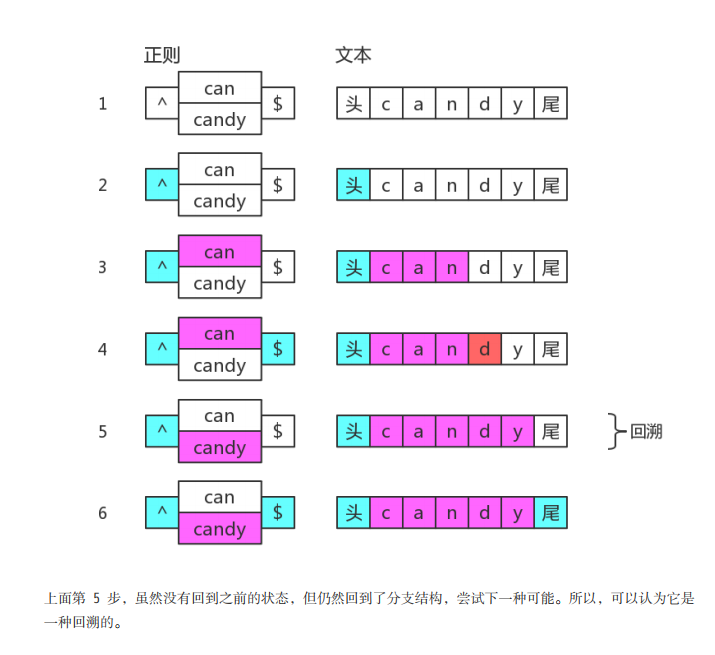 正则 文本
can
1 ^ $ 头 c a n d y 尾
candy
can
2 ^ $ 头 c a n d y 尾
candy
can
3 ^ $ 头 c a n d y 尾
candy
can
4 ^ $ 头 c a n d y 尾
candy
can
5 ^ $ 头 c a n d y 尾 回溯
candy
can
6 ^ $ 头 c a n d y 尾
candy
上面第 5 步，虽然没有回到之前的状态，但仍然回到了分支结构，尝试下一种可能。所以，可以认为它是
一种回溯的。